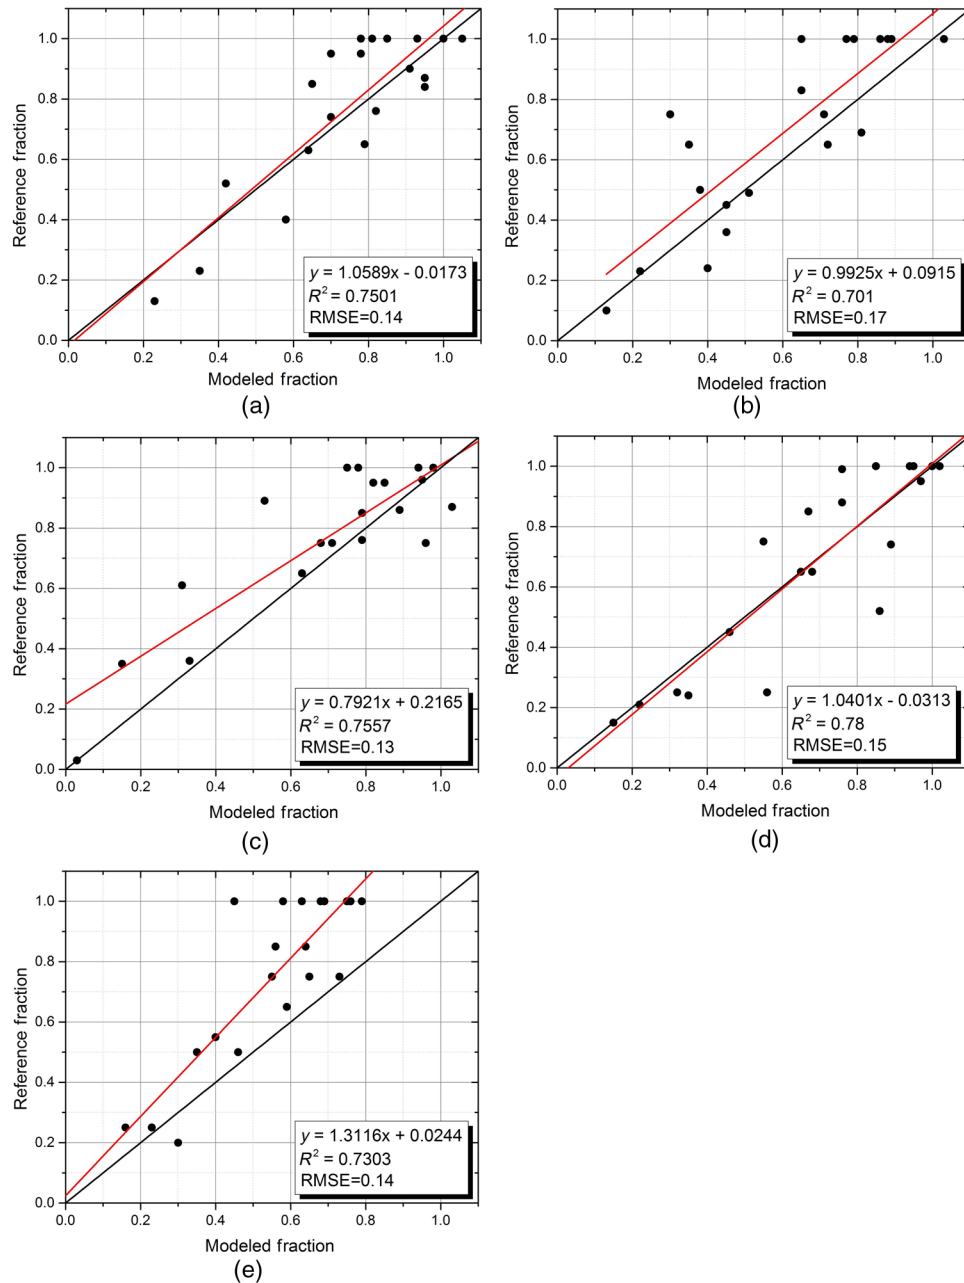 1.0
0.8
0.6
0.4
0.2
0.0
Reference fraction
y = 1.0589x - 0.0173
R² = 0.7501
RMSE=0.14
0.0 0.2 0.4 0.6 0.8 1.0
Modeled fraction
(a)
1.0
0.8
0.6
0.4
0.2
0.0
Reference fraction
y = 0.9925x + 0.0915
R² = 0.701
RMSE=0.17
0.0 0.2 0.4 0.6 0.8 1.0
Modeled fraction
(b)
1.0
0.8
0.6
0.4
0.2
0.0
Reference fraction
y = 0.7921x + 0.2165
R² = 0.7557
RMSE=0.13
0.0 0.2 0.4 0.6 0.8 1.0
Modeled fraction
(c)
1.0
0.8
0.6
0.4
0.2
0.0
Reference fraction
y = 1.0401x - 0.0313
R² = 0.78
RMSE=0.15
0.0 0.2 0.4 0.6 0.8 1.0
Modeled fraction
(d)
1.0
0.8
0.6
0.4
0.2
0.0
Reference fraction
y = 1.3116x + 0.0244
R² = 0.7303
RMSE=0.14
0.0 0.2 0.4 0.6 0.8 1.0
Modeled fraction
(e)